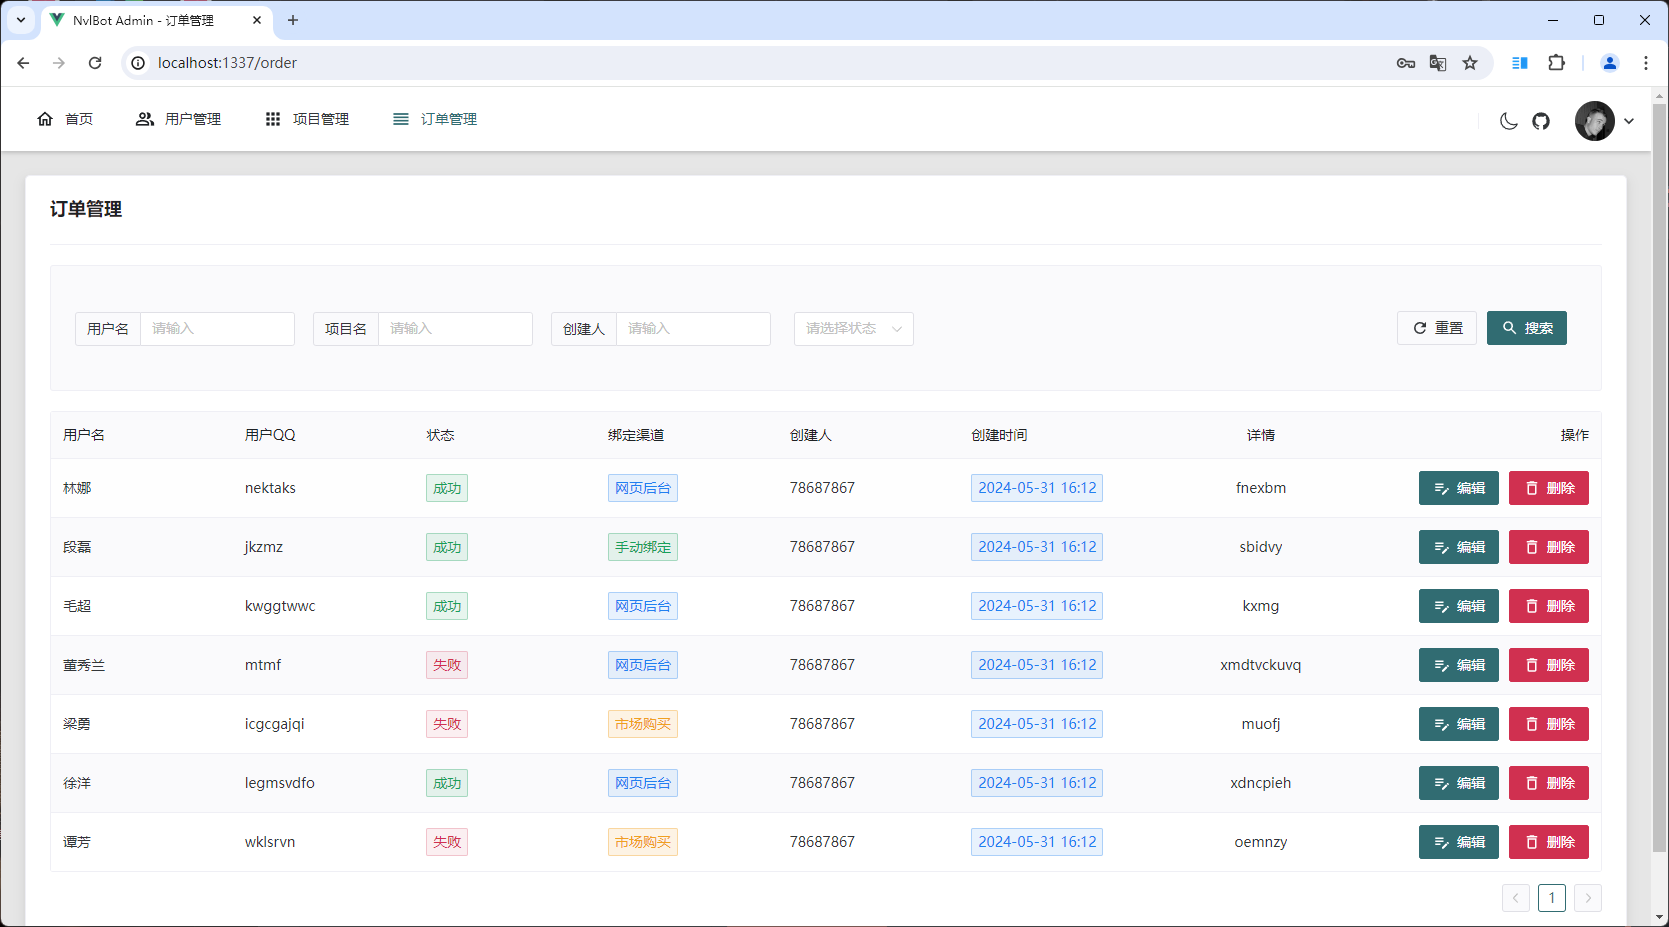 NvlBot Admin - 订单管理
localhost:1337/order
首页 用户管理 项目管理 订单管理
订单管理
用户名 请输入 项目名 请输入 创建人 请输入 请选择状态 重置 搜索
用户名 用户QQ 状态 绑定渠道 创建人 创建时间 详情 操作
林娜 nektaks 成功 网页后台 78687867 2024-05-31 16:12 fnexbm 编辑 删除
段磊 jkzmz 成功 手动绑定 78687867 2024-05-31 16:12 sbidvy 编辑 删除
毛超 kwggtwwc 成功 网页后台 78687867 2024-05-31 16:12 kxmg 编辑 删除
董秀兰 mtmf 失败 网页后台 78687867 2024-05-31 16:12 xmdtvckuvq 编辑 删除
梁勇 icgcgajqi 失败 市场购买 78687867 2024-05-31 16:12 muofj 编辑 删除
徐洋 legmsvdfo 成功 网页后台 78687867 2024-05-31 16:12 xdncpieh 编辑 删除
谭芳 wklsrvn 失败 市场购买 78687867 2024-05-31 16:12 oemnzy 编辑 删除
1